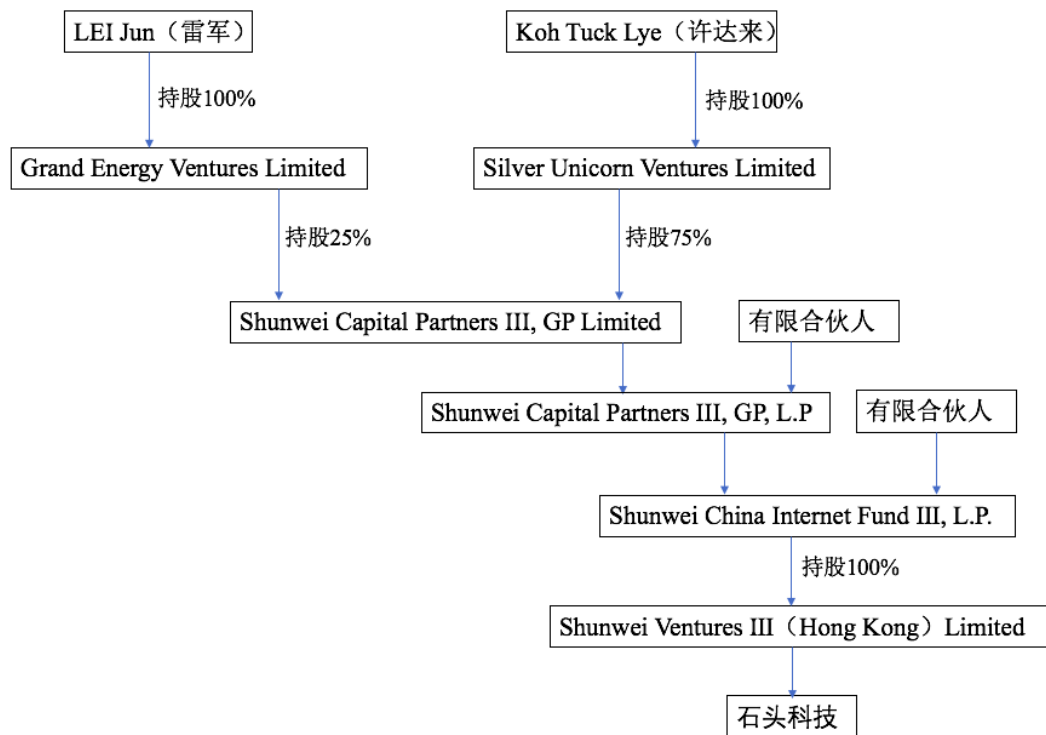 LEI Jun（雷军）
Koh Tuck Lye（许达来）
持股100%
持股100%
Grand Energy Ventures Limited
Silver Unicorn Ventures Limited
持股25%
持股75%
Shunwei Capital Partners III, GP Limited
有限合伙人
Shunwei Capital Partners III, GP, L.P
有限合伙人
Shunwei China Internet Fund III, L.P.
持股100%
Shunwei Ventures III（Hong Kong）Limited
石头科技